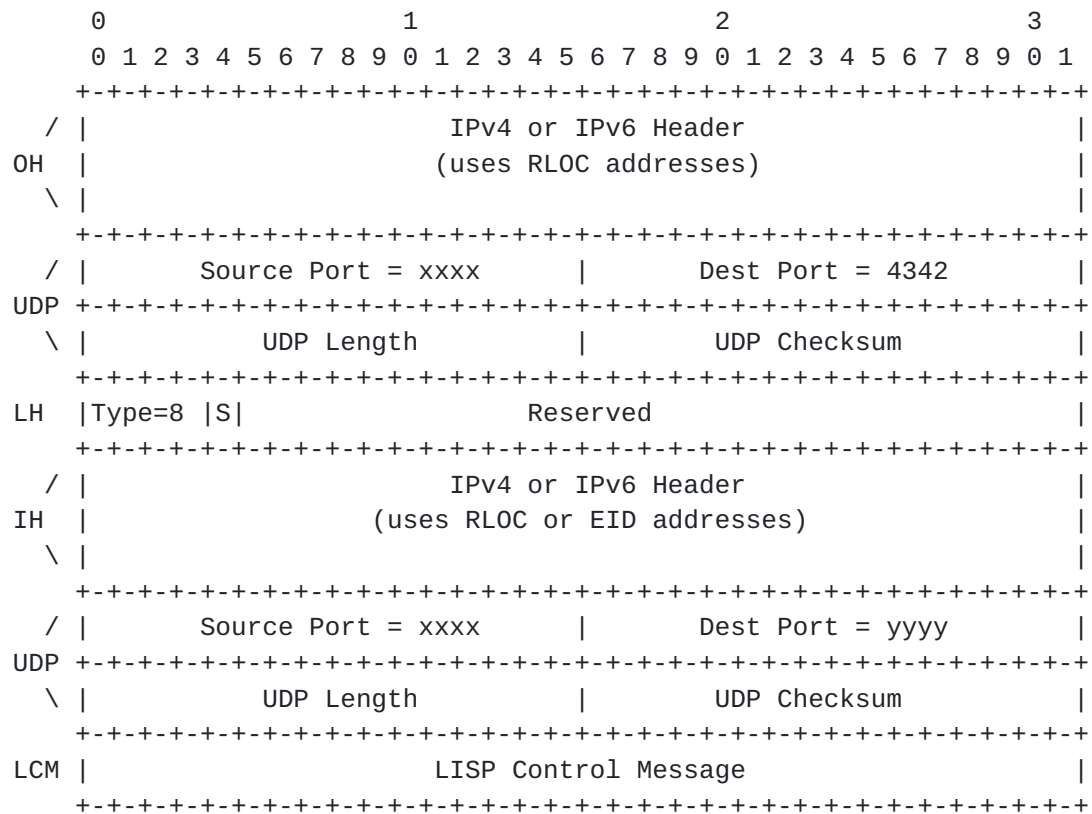 0                   1                   2                   3
      0 1 2 3 4 5 6 7 8 9 0 1 2 3 4 5 6 7 8 9 0 1 2 3 4 5 6 7 8 9 0 1
     +-+-+-+-+-+-+-+-+-+-+-+-+-+-+-+-+-+-+-+-+-+-+-+-+-+-+-+-+-+-+-+-+
   / |                       IPv4 or IPv6 Header                     |
 OH  |                      (uses RLOC addresses)                    |
   \ |                                                               |
     +-+-+-+-+-+-+-+-+-+-+-+-+-+-+-+-+-+-+-+-+-+-+-+-+-+-+-+-+-+-+-+-+
   / |       Source Port = xxxx      |       Dest Port = 4342        |
 UDP +-+-+-+-+-+-+-+-+-+-+-+-+-+-+-+-+-+-+-+-+-+-+-+-+-+-+-+-+-+-+-+-+
   \ |           UDP Length          |        UDP Checksum           |
     +-+-+-+-+-+-+-+-+-+-+-+-+-+-+-+-+-+-+-+-+-+-+-+-+-+-+-+-+-+-+-+-+
 LH  |Type=8 |S|                  Reserved                           |
     +-+-+-+-+-+-+-+-+-+-+-+-+-+-+-+-+-+-+-+-+-+-+-+-+-+-+-+-+-+-+-+-+
   / |                       IPv4 or IPv6 Header                     |
 IH  |                  (uses RLOC or EID addresses)                 |
   \ |                                                               |
     +-+-+-+-+-+-+-+-+-+-+-+-+-+-+-+-+-+-+-+-+-+-+-+-+-+-+-+-+-+-+-+-+
   / |       Source Port = xxxx      |       Dest Port = yyyy        |
 UDP +-+-+-+-+-+-+-+-+-+-+-+-+-+-+-+-+-+-+-+-+-+-+-+-+-+-+-+-+-+-+-+-+
   \ |           UDP Length          |        UDP Checksum           |
     +-+-+-+-+-+-+-+-+-+-+-+-+-+-+-+-+-+-+-+-+-+-+-+-+-+-+-+-+-+-+-+-+
 LCM |                      LISP Control Message                     |
     +-+-+-+-+-+-+-+-+-+-+-+-+-+-+-+-+-+-+-+-+-+-+-+-+-+-+-+-+-+-+-+-+